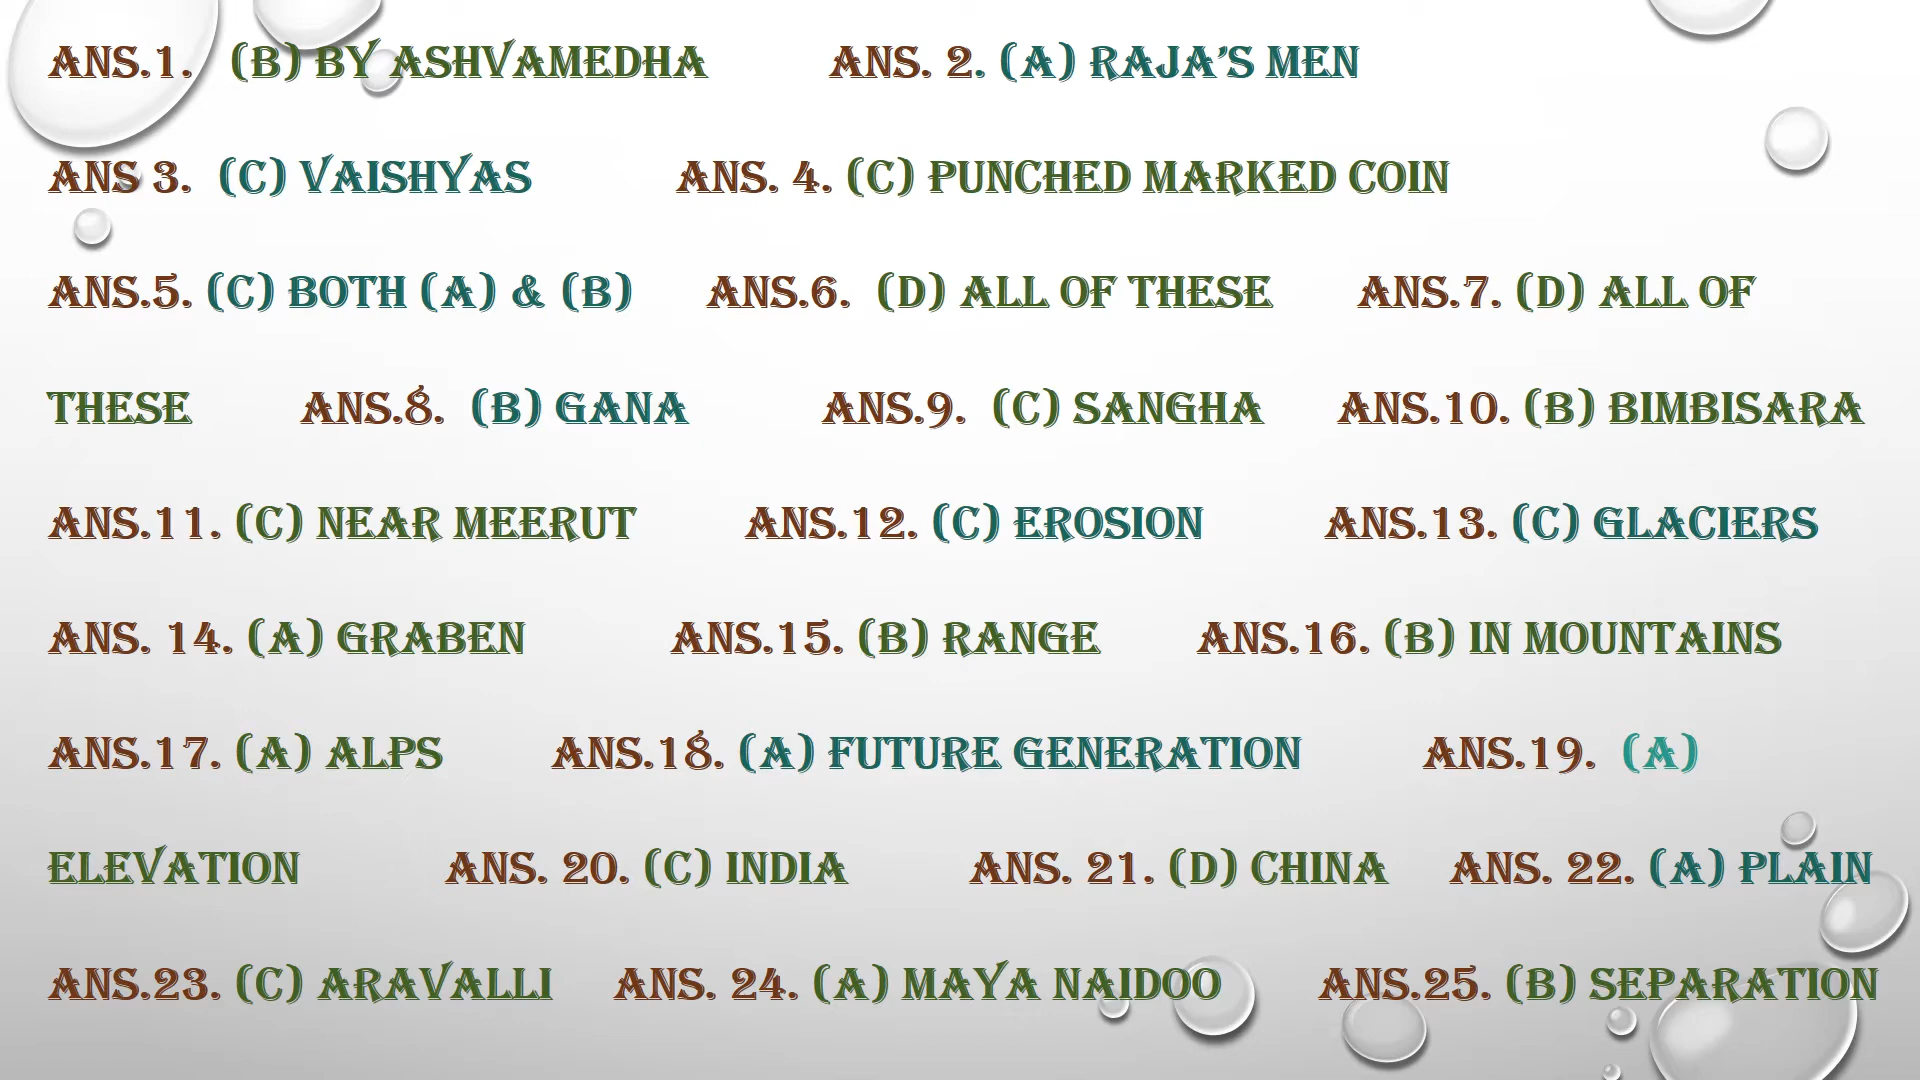 ANS.1. (B) BY ASHVAMEDHA ANS. 2. (A) RAJA’S MEN
ANS 3. (C) VAISHYAS ANS. 4. (C) PUNCHED MARKED COIN
ANS.5. (C) BOTH (A) & (B) ANS.6. (D) ALL OF THESE ANS.7. (D) ALL OF
THESE ANS.8. (B) GANA ANS.9. (C) SANGHA ANS.10. (B) BIMBISARA
ANS.11. (C) NEAR MEERUT ANS.12. (C) EROSION ANS.13. (C) GLACIERS
ANS. 14. (A) GRABEN ANS.15. (B) RANGE ANS.16. (B) IN MOUNTAINS
ANS.17. (A) ALPS ANS.18. (A) FUTURE GENERATION ANS.19. (A)
ELEVATION ANS. 20. (C) INDIA ANS. 21. (D) CHINA ANS. 22. (A) PLAIN
ANS.23. (C) ARAVALLI ANS. 24. (A) MAYA NAIDOO ANS.25. (B) SEPARATION